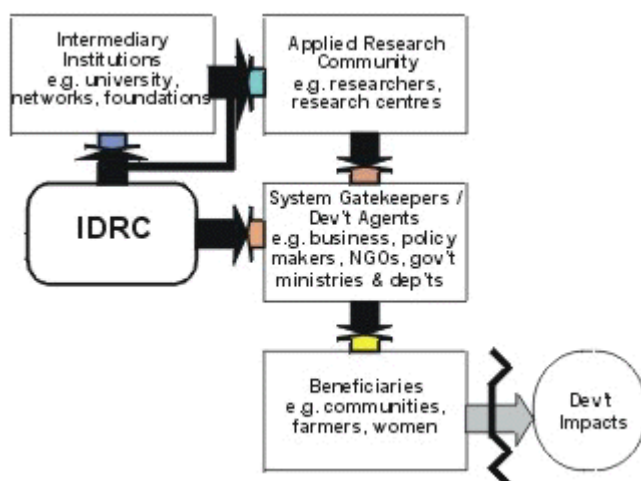 Intermediary
Institutions
e.g. university,
networks, foundations
Applied Research
Community
e.g. researchers,
research centres
IDRC
System Gatekeepers /
Dev't Agents
e.g. business, policy
makers, NGOs, gov't
ministries & dep'ts
Beneficiaries
e.g. communities,
farmers, women
Dev't
Impacts